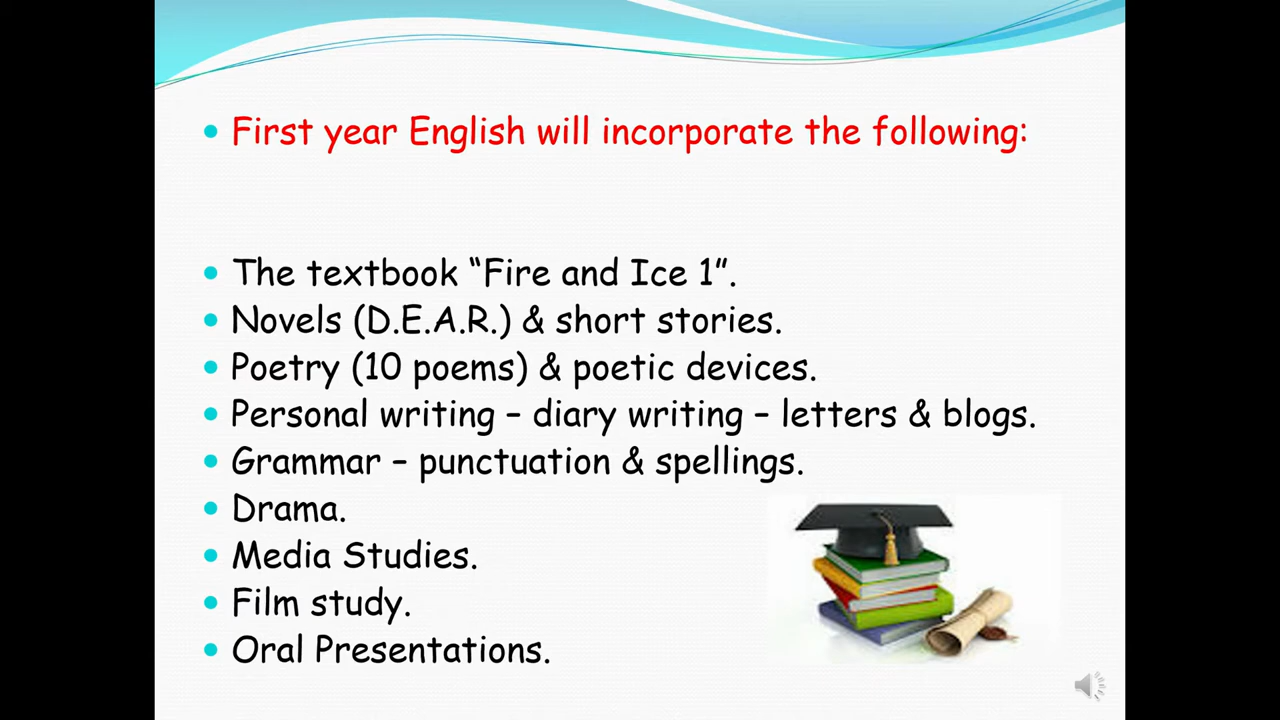 First year English will incorporate the following:
The textbook “Fire and Ice 1”.
Novels (D.E.A.R.) & short stories.
Poetry (10 poems) & poetic devices.
Personal writing – diary writing – letters & blogs.
Grammar – punctuation & spellings.
Drama.
Media Studies.
Film study.
Oral Presentations.